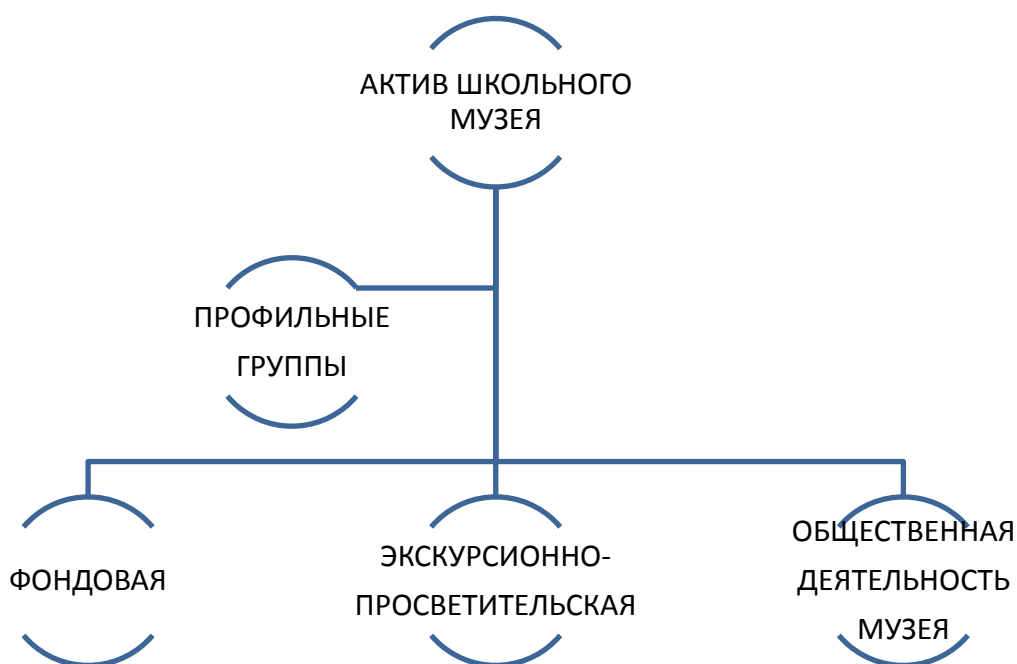 АКТИВ ШКОЛЬНОГО
МУЗЕЯ
ПРОФИЛЬНЫЕ
ГРУППЫ
ФОНДОВАЯ
ЭКСКУРСИОННО-
ПРОСВЕТИТЕЛЬСКАЯ
ОБЩЕСТВЕННАЯ
ДЕЯТЕЛЬНОСТЬ
МУЗЕЯ